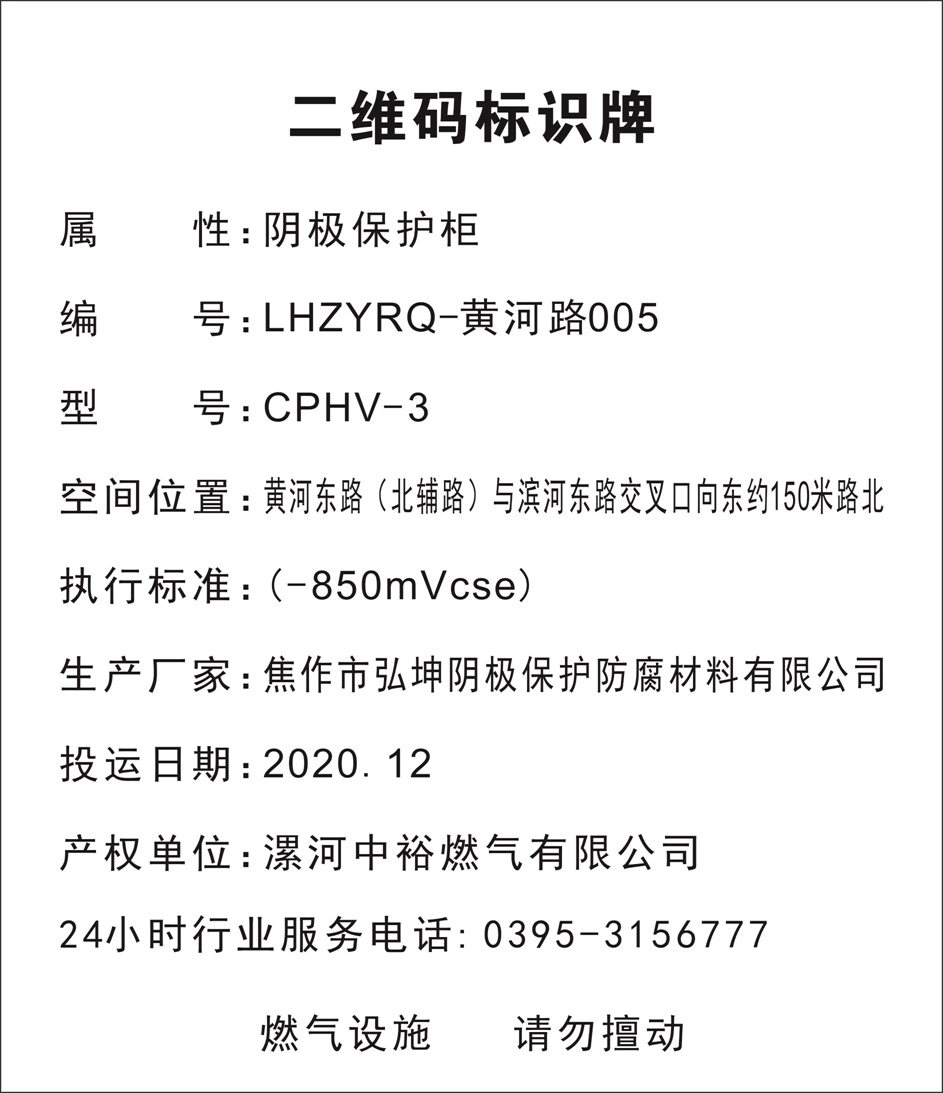 二维码标识牌
属　　性：阴极保护柜
编　　号：LHZYRQ-黄河路005
型　　号：CPHV-3
空间位置：黄河东路（北辅路）与滨河东路交叉口向东约150米路北
执行标准：(-850mVcse)
生产厂家：焦作市弘坤阴极保护防腐材料有限公司
投运日期：2020.12
产权单位：漯河中裕燃气有限公司
24小时行业服务电话: 0395-3156777
燃气设施　　请勿擅动